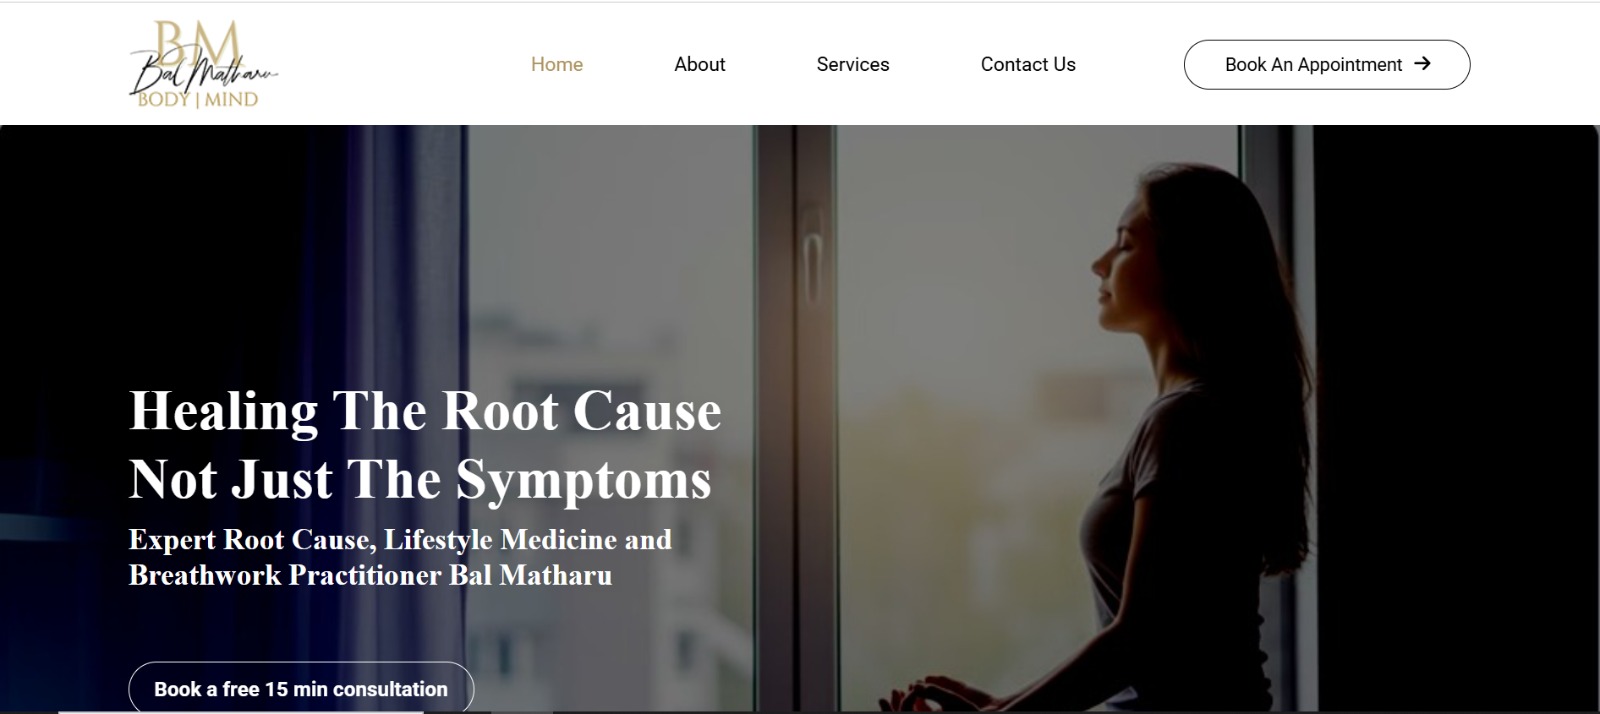 BM
Bal Matharu
BODY | MIND
Home
About
Services
Contact Us
Book An Appointment →
Healing The Root Cause
Not Just The Symptoms
Expert Root Cause, Lifestyle Medicine and
Breathwork Practitioner Bal Matharu
Book a free 15 min consultation